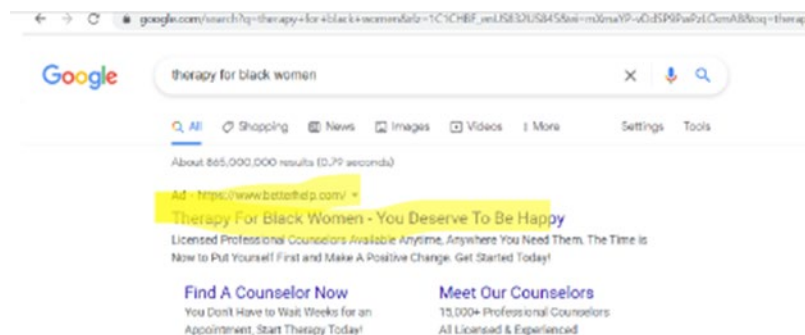 google.com/search?q=therapy+for+black+women
Google
therapy for black women
All Shopping News Images Videos More Settings Tools
About 865,000,000 results (0.79 seconds)
Ad · https://www.betterhelp.com/
Therapy For Black Women - You Deserve To Be Happy
Licensed Professional Counselors Available Anytime, Anywhere You Need Them. The Time Is
Now to Put Yourself First and Make A Positive Change. Get Started Today!
Find A Counselor Now Meet Our Counselors
You Don't Have to Wait Weeks for an 15,000+ Professional Counselors
Appointment, Start Therapy Today! All Licensed & Experienced